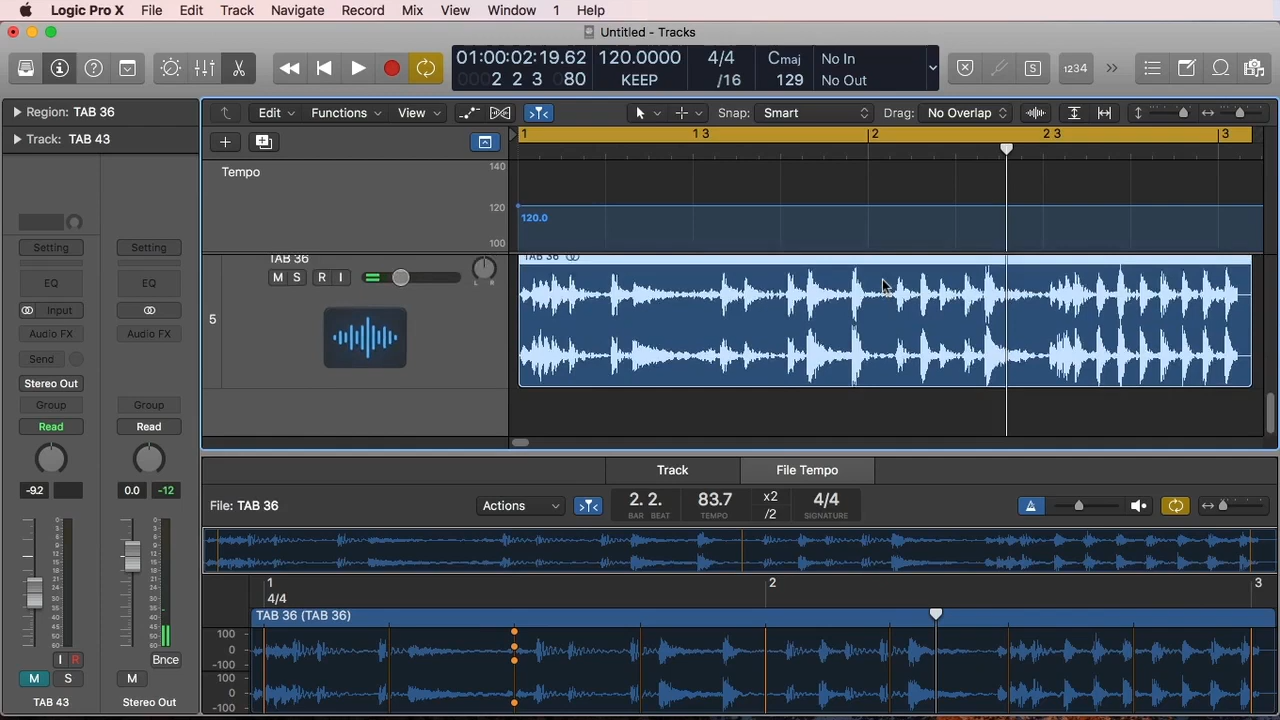 Logic Pro X File Edit Track Navigate Record Mix View Window 1 Help
Untitled - Tracks
01:00:02:19.62 120.0000 4/4 Cmaj No In
2 2 3 80 KEEP /16 129 No Out
S 1234
Region: TAB 36
Edit Functions View Snap: Smart Drag: No Overlap
Track: TAB 43
1 1 3 2 2 3 3
Tempo
140
120
100
120.0
TAB 36
M S R I
L R
5
TAB 36
Setting Setting
EQ EQ
Input
Audio FX Audio FX
Send
Stereo Out
Group Group
Read Read
-9.2 0.0 -12
I R Bnce
M S M
TAB 43 Stereo Out
Track File Tempo
File: TAB 36 Actions 2. 2. 83.7 x2 4/4
BAR BEAT TEMPO /2 SIGNATURE
1 2 3
4/4
TAB 36 (TAB 36)
100
0
-100
100
0
-100